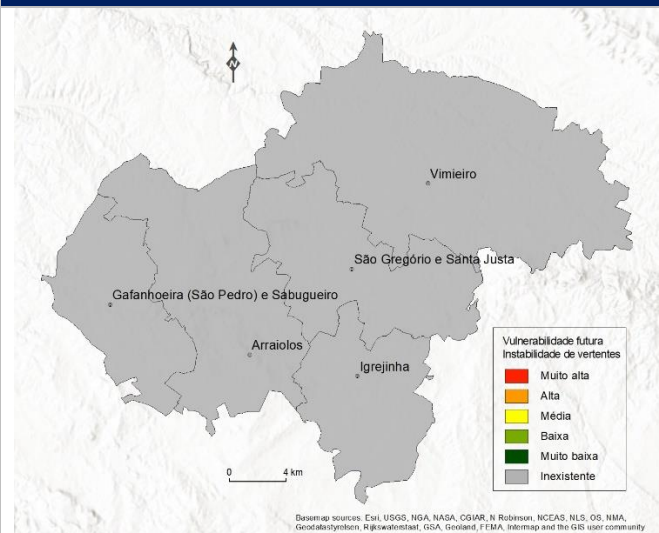 N
Vimieiro
São Gregório e Santa Justa
Gafanhoeira (São Pedro) e Sabugueiro
Arraiolos
Igrejinha
Vulnerabilidade futura
Instabilidade de vertentes
Muito alta
Alta
Média
Baixa
Muito baixa
Inexistente
0 4 km
Basemap sources: Esri, USGS, NGA, NASA, CGIAR, N Robinson, NCEAS, NLS, OS, NMA,
Geodatastyrelsen, Rijkswaterstaat, GSA, Geoland, FEMA, Intermap and the GIS user community